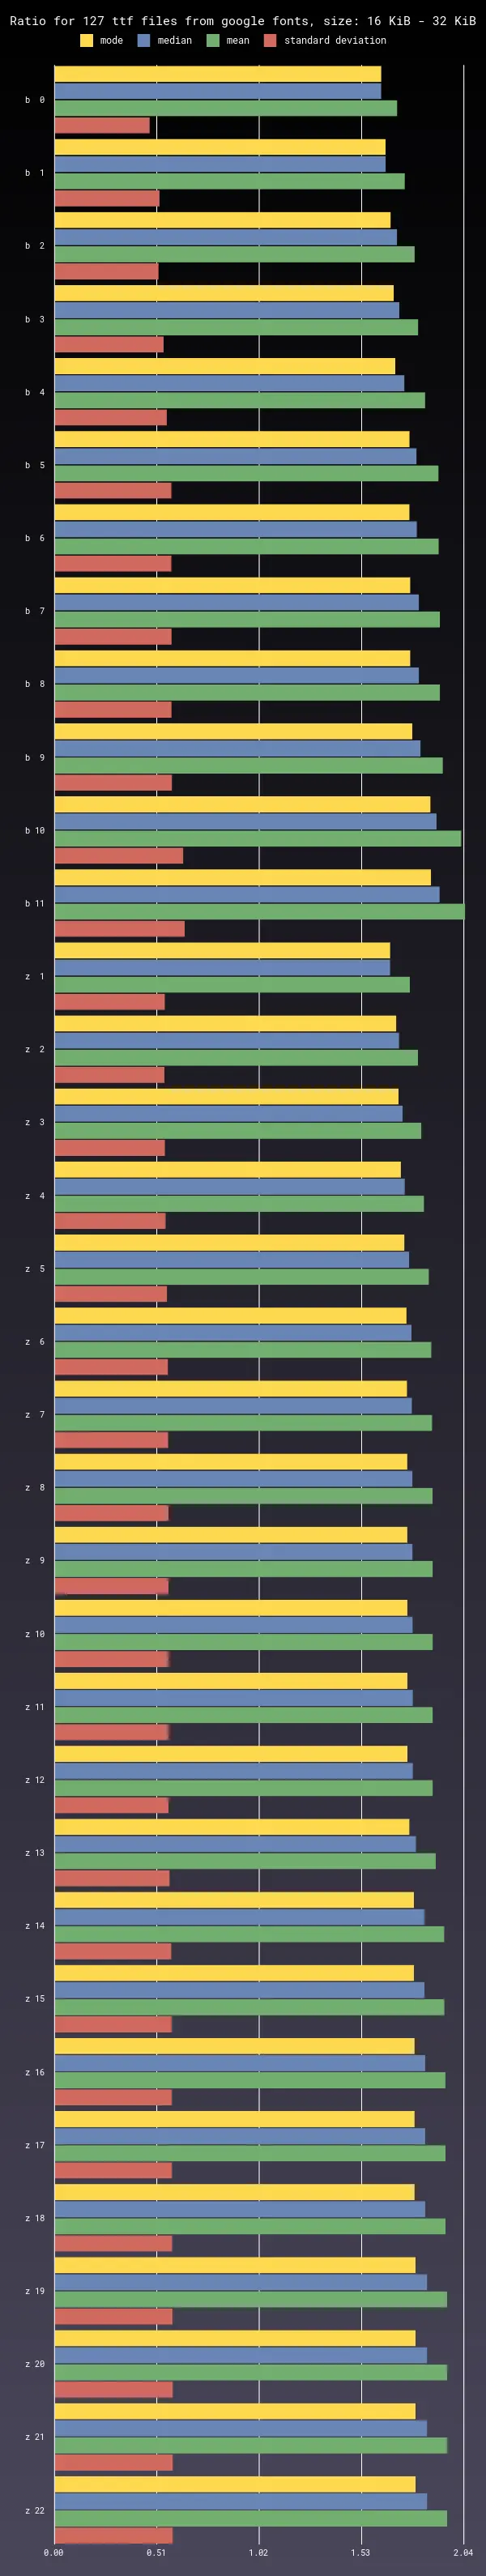 Ratio for 127 ttf files from google fonts, size: 16 KiB - 32 KiB
mode median mean standard deviation
b 0
b 1
b 2
b 3
b 4
b 5
b 6
b 7
b 8
b 9
b 10
b 11
z 1
z 2
z 3
z 4
z 5
z 6
z 7
z 8
z 9
z 10
z 11
z 12
z 13
z 14
z 15
z 16
z 17
z 18
z 19
z 20
z 21
z 22
0.00 0.51 1.02 1.53 2.04